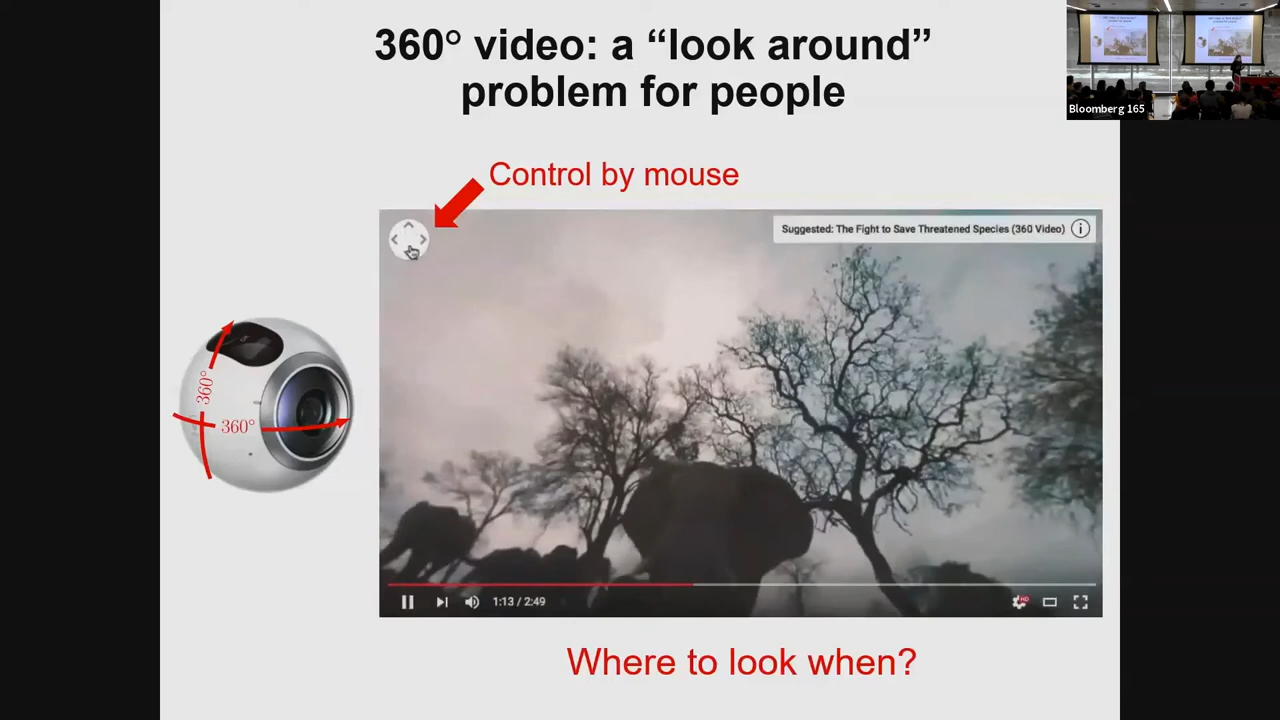 360° video: a “look around”
problem for people
Bloomberg 165
Control by mouse
Suggested: The Fight to Save Threatened Species (360 Video)
360°
360°
1:13 / 2:49
HD
Where to look when?